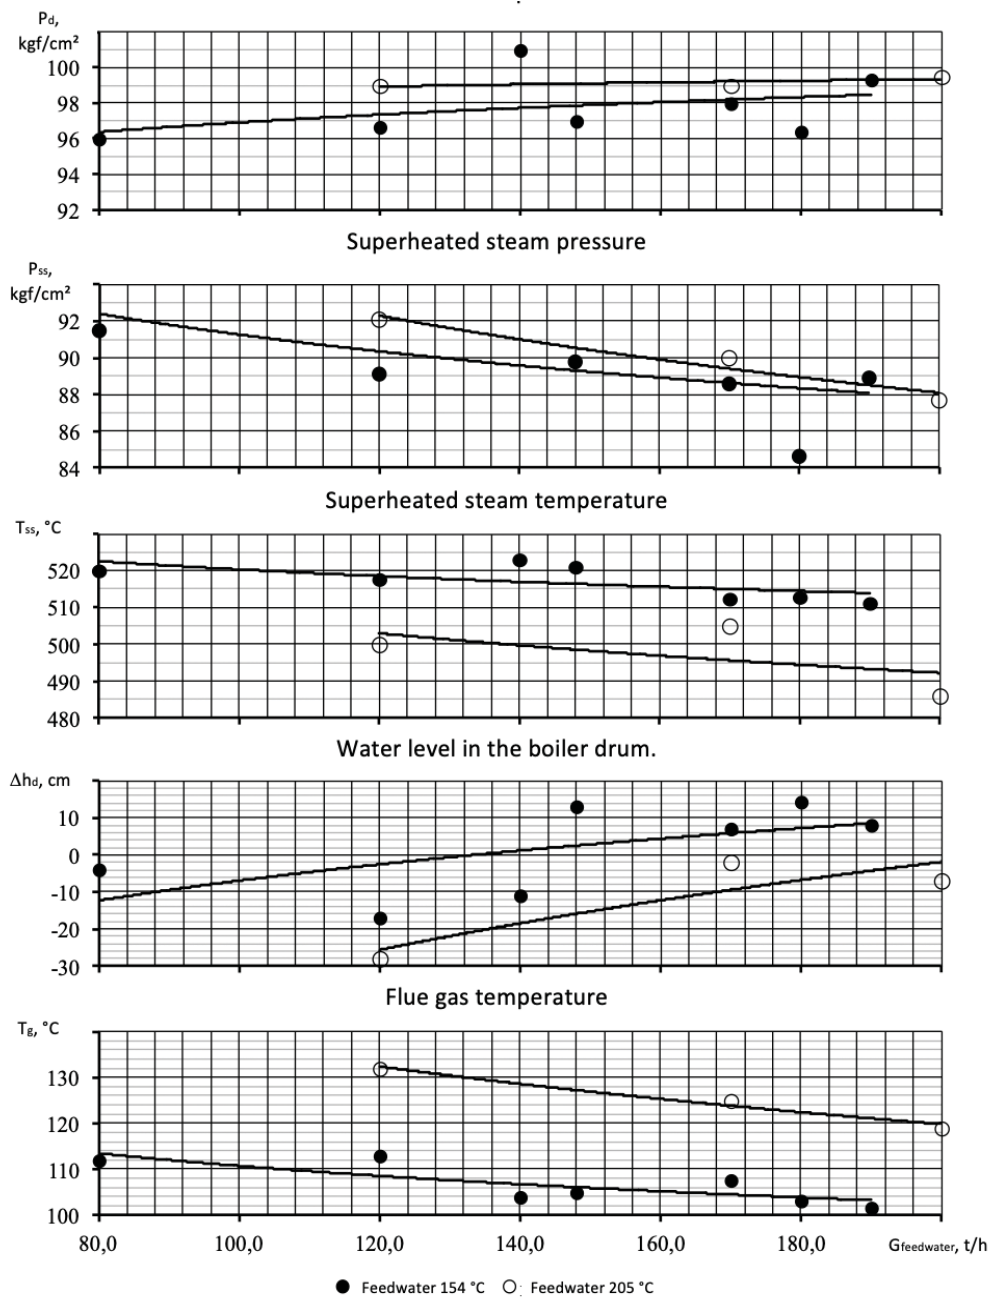 Pd,
kgf/cm²
100
98
96
94
92
Superheated steam pressure
Pss,
kgf/cm²
92
90
88
86
84
Superheated steam temperature
Tss, °C
520
510
500
490
480
Water level in the boiler drum.
Δhd, cm
10
0
-10
-20
-30
Flue gas temperature
Tg, °C
130
120
110
100
80,0 100,0 120,0 140,0 160,0 180,0 Gfeedwater, t/h
Feedwater 154 °C Feedwater 205 °C